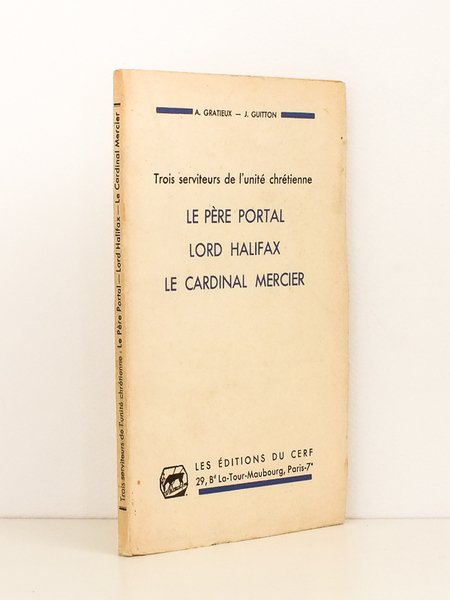 A. GRATIEUX — J. GUITTON
Trois serviteurs de l'unité chrétienne
LE PÈRE PORTAL
LORD HALIFAX
LE CARDINAL MERCIER
LES ÉDITIONS DU CERF
29, Bd La-Tour-Maubourg, Paris-7e
Trois serviteurs de l'unité chrétienne : Le Père Portal — Lord Halifax — Le Cardinal Mercier